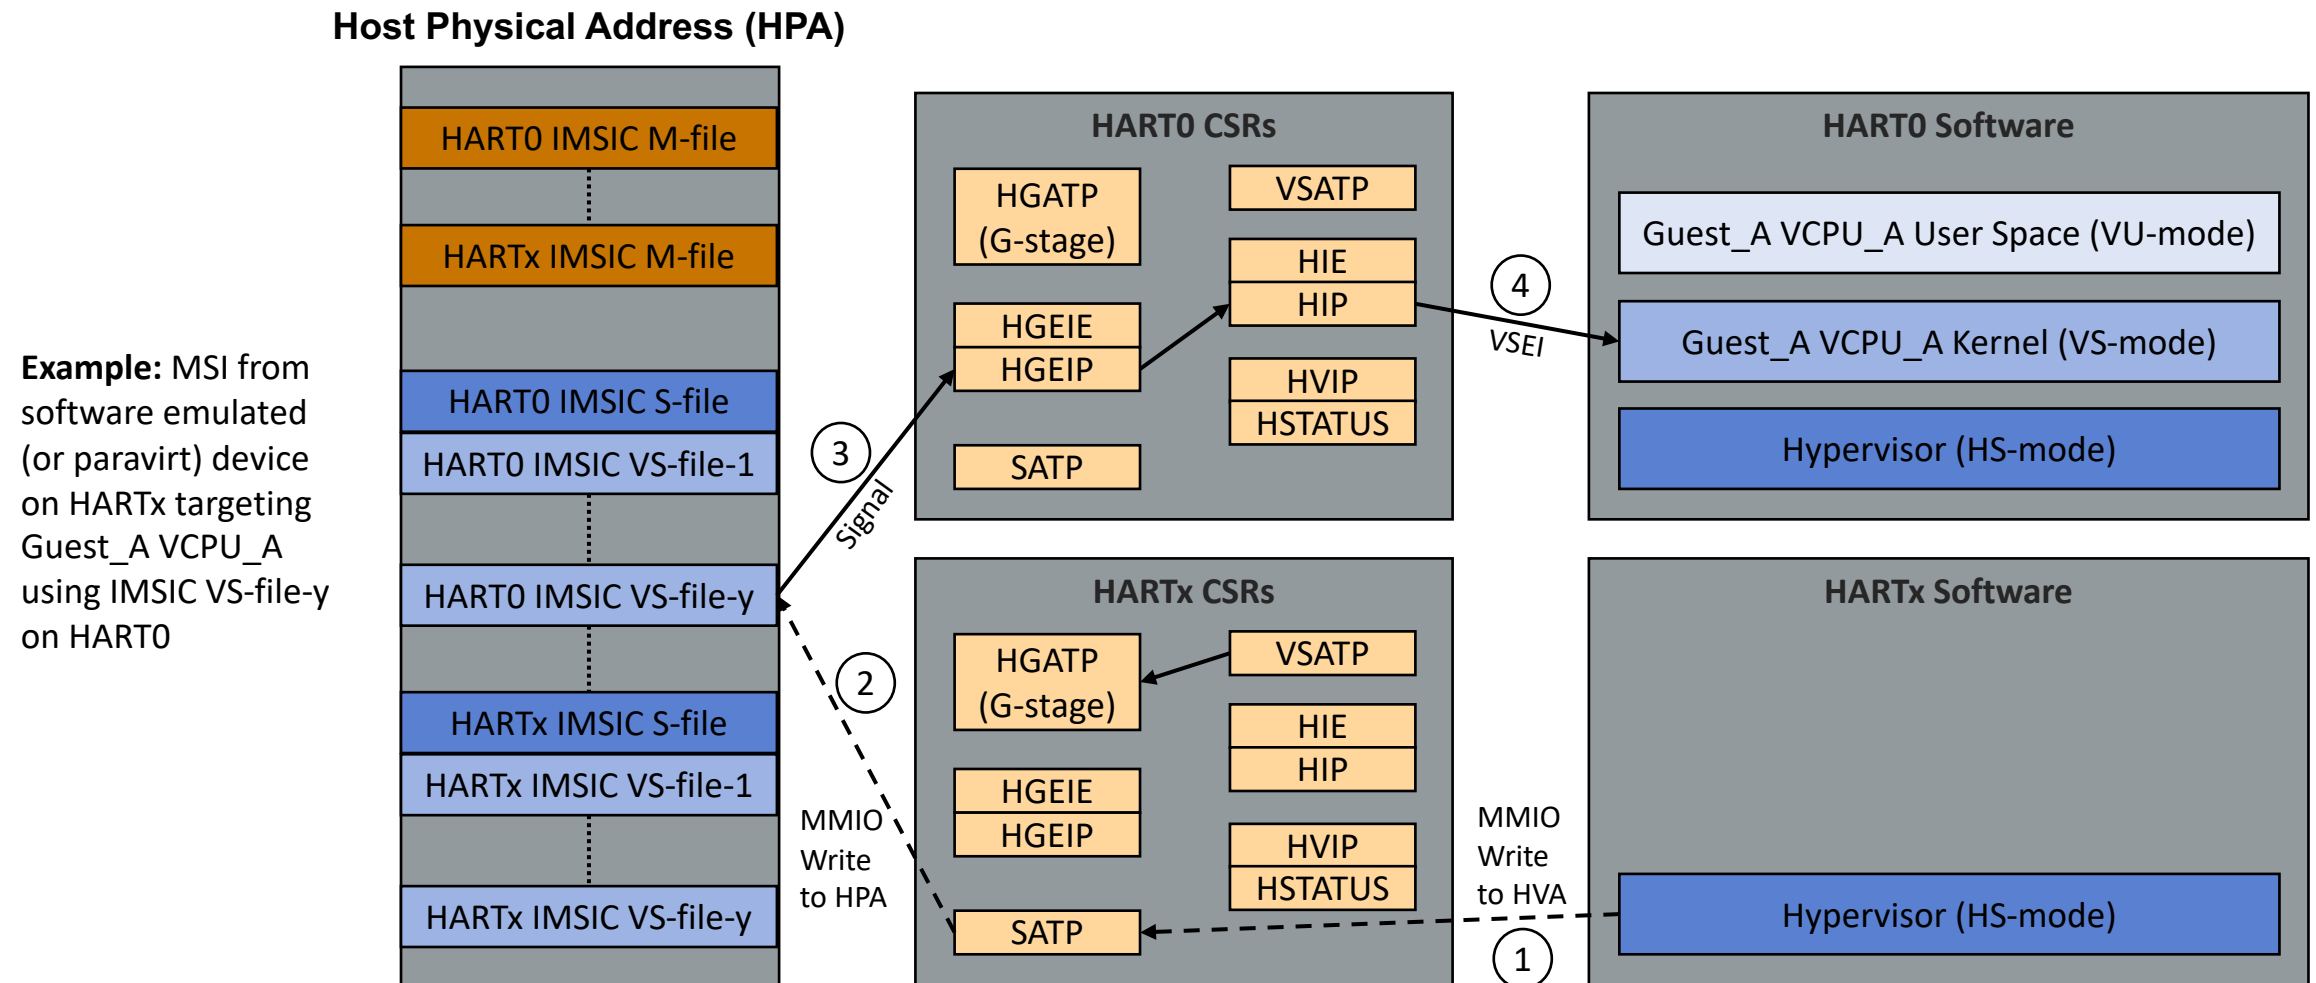 Host Physical Address (HPA)
HART0 IMSIC M-file
HARTx IMSIC M-file
HART0 IMSIC S-file
HART0 IMSIC VS-file-1
HART0 IMSIC VS-file-y
HARTx IMSIC S-file
HARTx IMSIC VS-file-1
HARTx IMSIC VS-file-y
Example: MSI from
software emulated
(or paravirt) device
on HARTx targeting
Guest_A VCPU_A
using IMSIC VS-file-y
on HART0
HART0 CSRs
HGATP
(G-stage)
VSATP
HIE
HIP
HGEIE
HGEIP
HVIP
HSTATUS
SATP
HART0 Software
Guest_A VCPU_A User Space (VU-mode)
Guest_A VCPU_A Kernel (VS-mode)
Hypervisor (HS-mode)
4
VSEI
3
Signal
2
MMIO
Write
to HPA
HARTx CSRs
HGATP
(G-stage)
VSATP
HIE
HIP
HGEIE
HGEIP
HVIP
HSTATUS
SATP
MMIO
Write
to HVA
1
HARTx Software
Hypervisor (HS-mode)